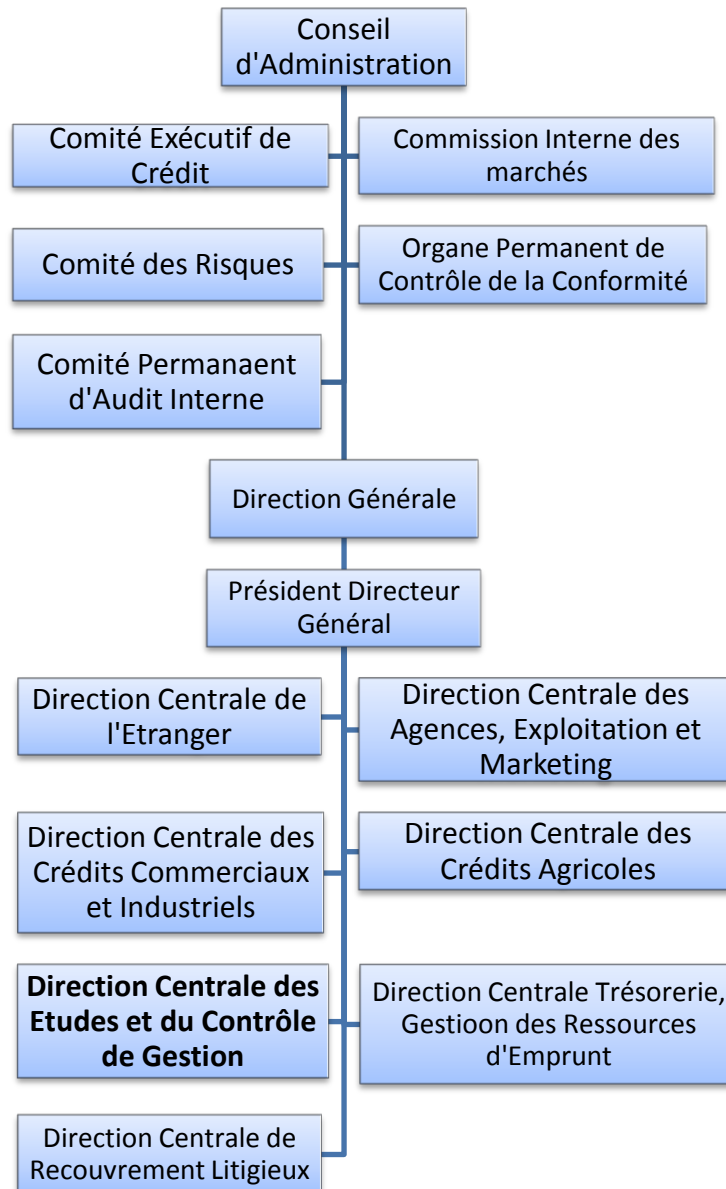 Conseil
d'Administration
Comité Exécutif de
Crédit
Commission Interne des
marchés
Comité des Risques
Organe Permanent de
Contrôle de la Conformité
Comité Permanaent
d'Audit Interne
Direction Générale
Président Directeur
Général
Direction Centrale de
l'Etranger
Direction Centrale des
Agences, Exploitation et
Marketing
Direction Centrale des
Crédits Commerciaux
et Industriels
Direction Centrale des
Crédits Agricoles
Direction Centrale des
Etudes et du Contrôle
de Gestion
Direction Centrale Trésorerie,
Gestioon des Ressources
d'Emprunt
Direction Centrale de
Recouvrement Litigieux